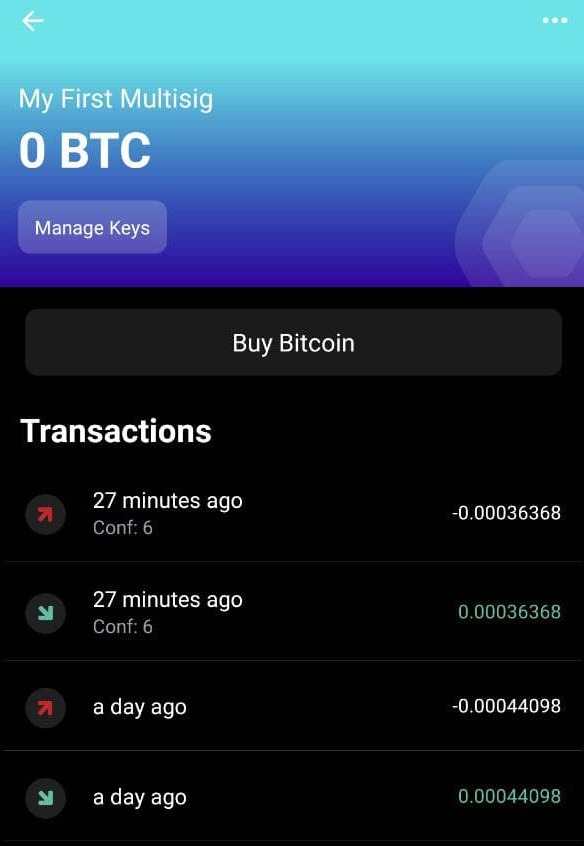 My First Multisig
0 BTC
Manage Keys
Buy Bitcoin
Transactions
27 minutes ago
-0.00036368
Conf: 6
27 minutes ago
0.00036368
Conf: 6
a day ago
-0.00044098
a day ago
0.00044098